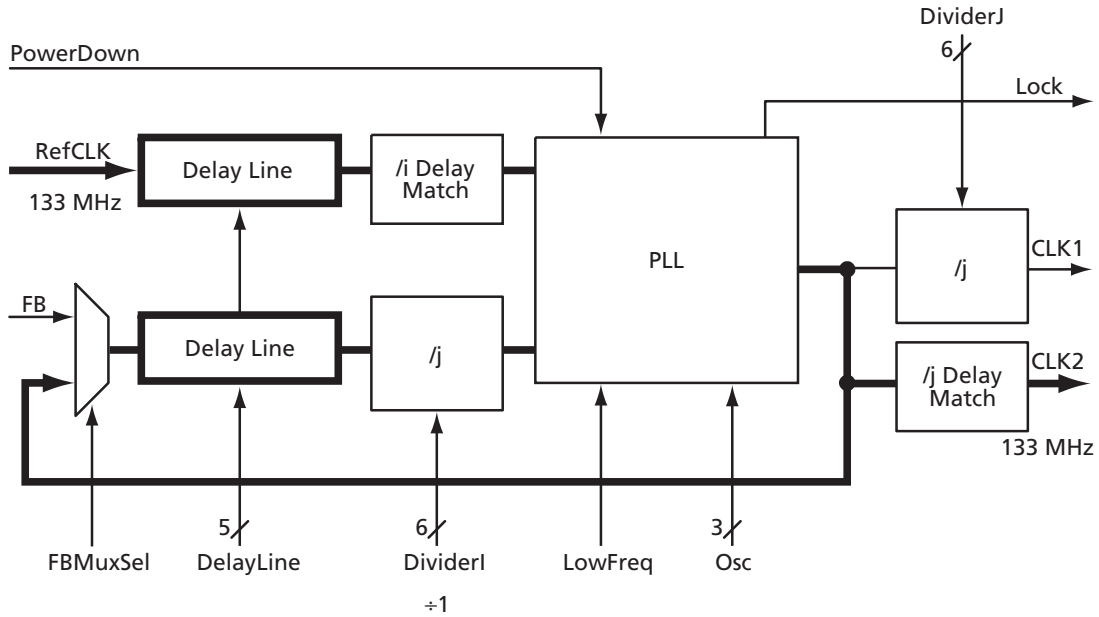 DividerJ
6
PowerDown
Lock
RefCLK
133 MHz
Delay Line
/i Delay
Match
PLL
/j
CLK1
FB
Delay Line
/j
/j Delay
Match
CLK2
133 MHz
5
6
3
FBMuxSel
DelayLine
DividerI
LowFreq
Osc
÷1